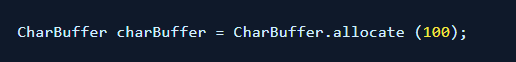 CharBuffer charBuffer = CharBuffer.allocate (100);